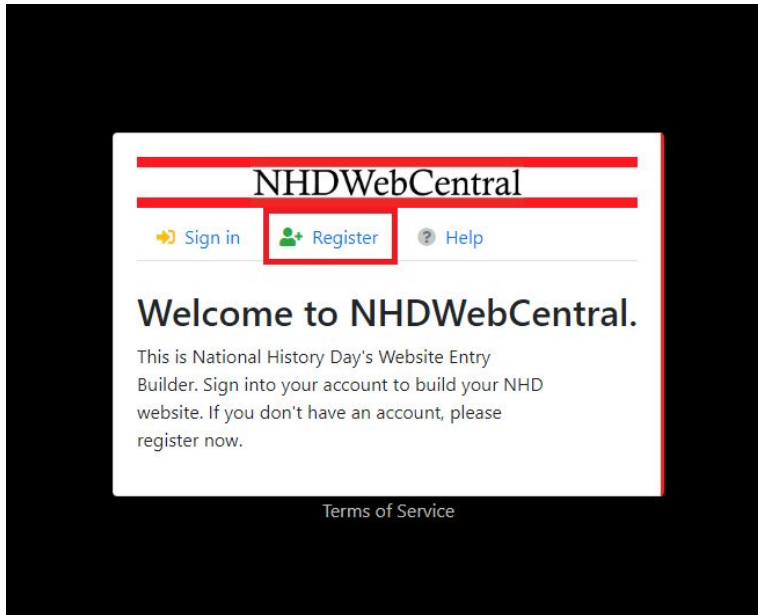 NHDWebCentral
Sign in Register Help
Welcome to NHDWebCentral.
This is National History Day's Website Entry
Builder. Sign into your account to build your NHD
website. If you don't have an account, please
register now.
Terms of Service